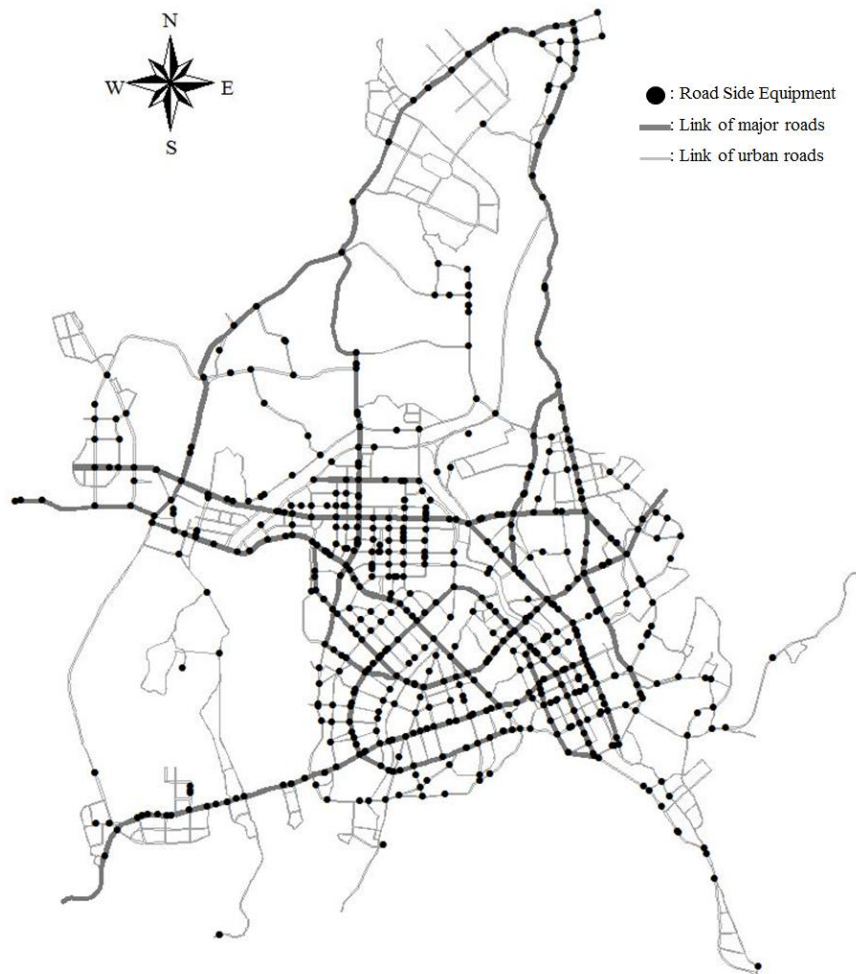 N
W E
S
: Road Side Equipment
: Link of major roads
: Link of urban roads